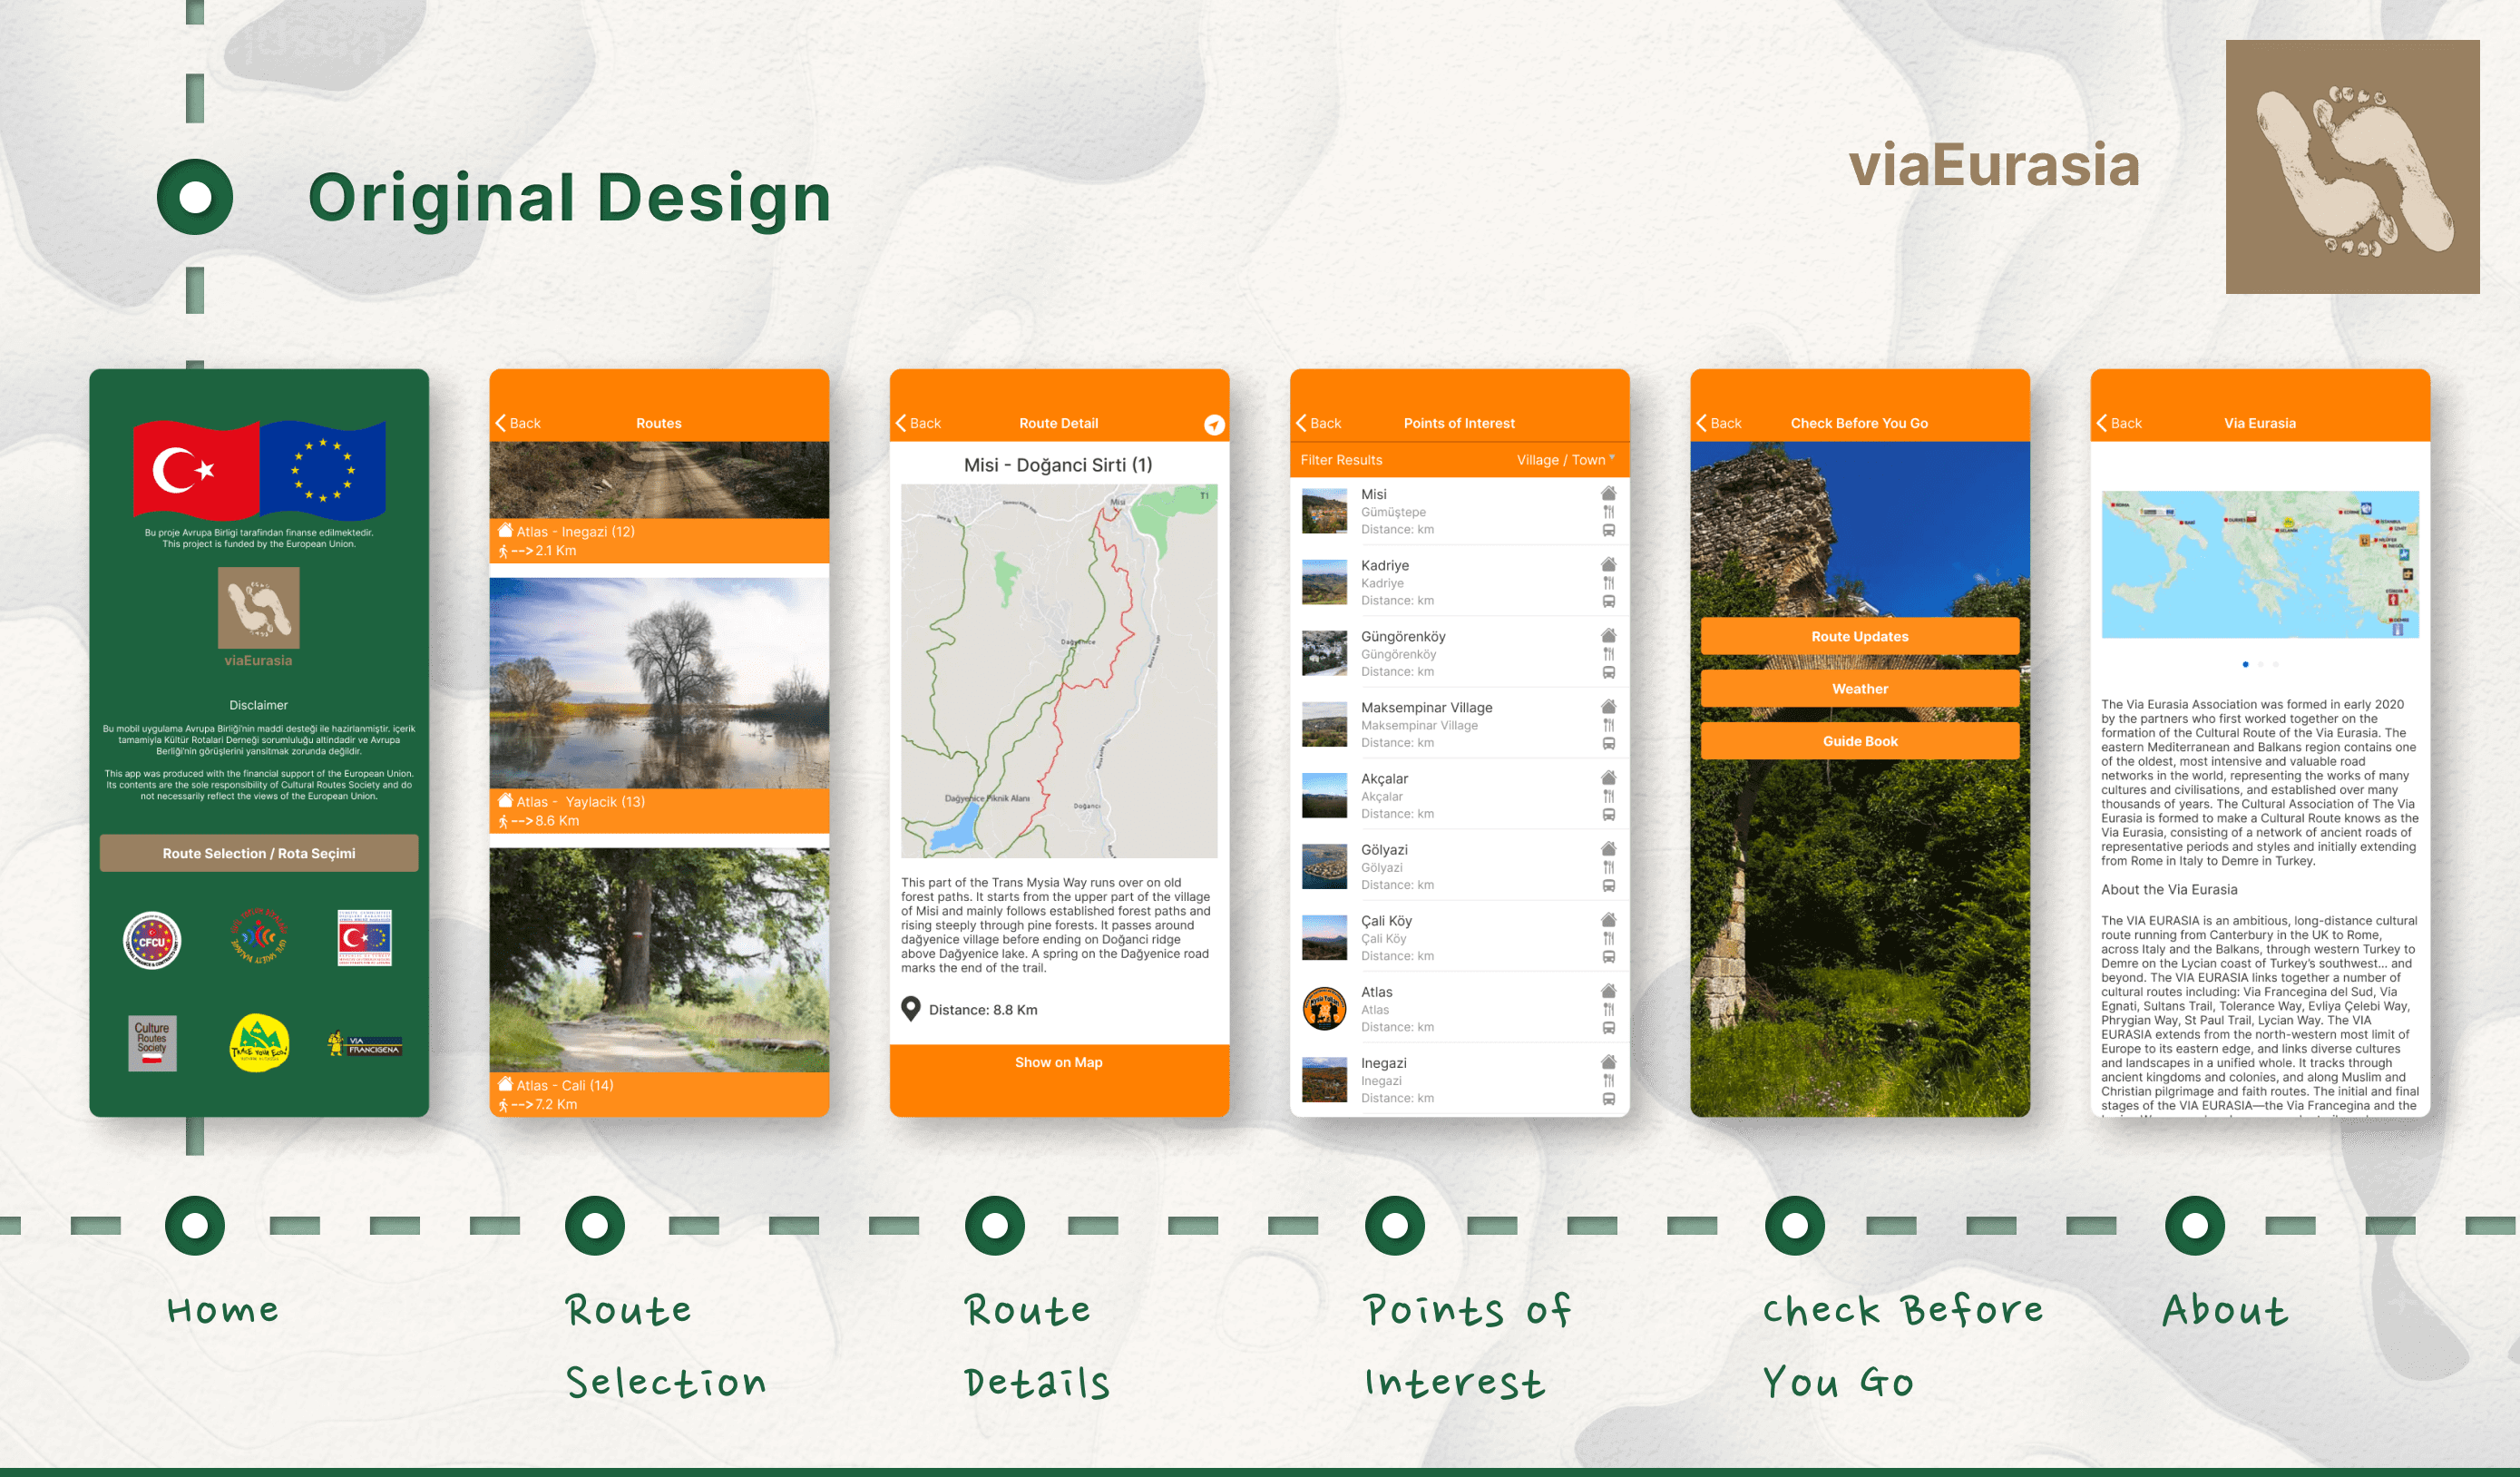 Original Design
viaEurasia
Bu proje Avrupa Birligi tarafindan finanse edilmektedir.
This project is funded by the European Union.
viaEurasia
Disclaimer
Bu mobil uygulama Avrupa Birliği'nin maddi desteği ile hazirlanmiştir. içerik
tamamiyla Kültür Rotalari Derneği sorumluluğu altindadir ve Avrupa
Berliği'nin görüşlerini yansitmak zorunda değildir.
This app was produced with the financial support of the European Union.
Its contents are the sole responsibility of Cultural Routes Society and do
not necessarily reflect the views of the European Union.
Route Selection / Rota Seçimi
CFCU
Culture
Routes
Society
VIA
FRANCIGENA
Back
Routes
Atlas - Inegazi (12)
-->2.1 Km
Atlas - Yaylacik (13)
-->8.6 Km
Atlas - Cali (14)
-->7.2 Km
Back
Route Detail
Misi - Doğanci Sirti (1)
T1
Misi
Dağyenice
Dağyenice Piknik Alanı
Doğancı
This part of the Trans Mysia Way runs over on old
forest paths. It starts from the upper part of the village
of Misi and mainly follows established forest paths and
rising steeply through pine forests. It passes around
dağyenice village before ending on Doğanci ridge
above Dağyenice lake. A spring on the Dağyenice road
marks the end of the trail.
Distance: 8.8 Km
Show on Map
Back
Points of Interest
Filter Results
Village / Town
Misi
Gümüştepe
Distance: km
Kadriye
Kadriye
Distance: km
Güngörenköy
Güngörenköy
Distance: km
Maksempinar Village
Maksempinar Village
Distance: km
Akçalar
Akçalar
Distance: km
Gölyazi
Gölyazi
Distance: km
Çali Köy
Çali Köy
Distance: km
Atlas
Atlas
Distance: km
Inegazi
Inegazi
Distance: km
Back
Check Before You Go
Route Updates
Weather
Guide Book
Back
Via Eurasia
The Via Eurasia Association was formed in early 2020
by the partners who first worked together on the
formation of the Cultural Route of the Via Eurasia. The
eastern Mediterranean and Balkans region contains one
of the oldest, most intensive and valuable road
networks in the world, representing the works of many
cultures and civilisations, and established over many
thousands of years. The Cultural Association of The Via
Eurasia is formed to make a Cultural Route knows as the
Via Eurasia, consisting of a network of ancient roads of
representative periods and styles and initially extending
from Rome in Italy to Demre in Turkey.
About the Via Eurasia
The VIA EURASIA is an ambitious, long-distance cultural
route running from Canterbury in the UK to Rome,
across Italy and the Balkans, through western Turkey to
Demre on the Lycian coast of Turkey's southwest... and
beyond. The VIA EURASIA links together a number of
cultural routes including: Via Francegina del Sud, Via
Egnati, Sultans Trail, Tolerance Way, Evliya Çelebi Way,
Phrygian Way, St Paul Trail, Lycian Way. The VIA
EURASIA extends from the north-western most limit of
Europe to its eastern edge, and links diverse cultures
and landscapes in a unified whole. It tracks through
ancient kingdoms and colonies, and along Muslim and
Christian pilgrimage and faith routes. The initial and final
stages of the VIA EURASIA—the Via Francegina and the
Home
Route
Selection
Route
Details
Points of
Interest
Check Before
You Go
About